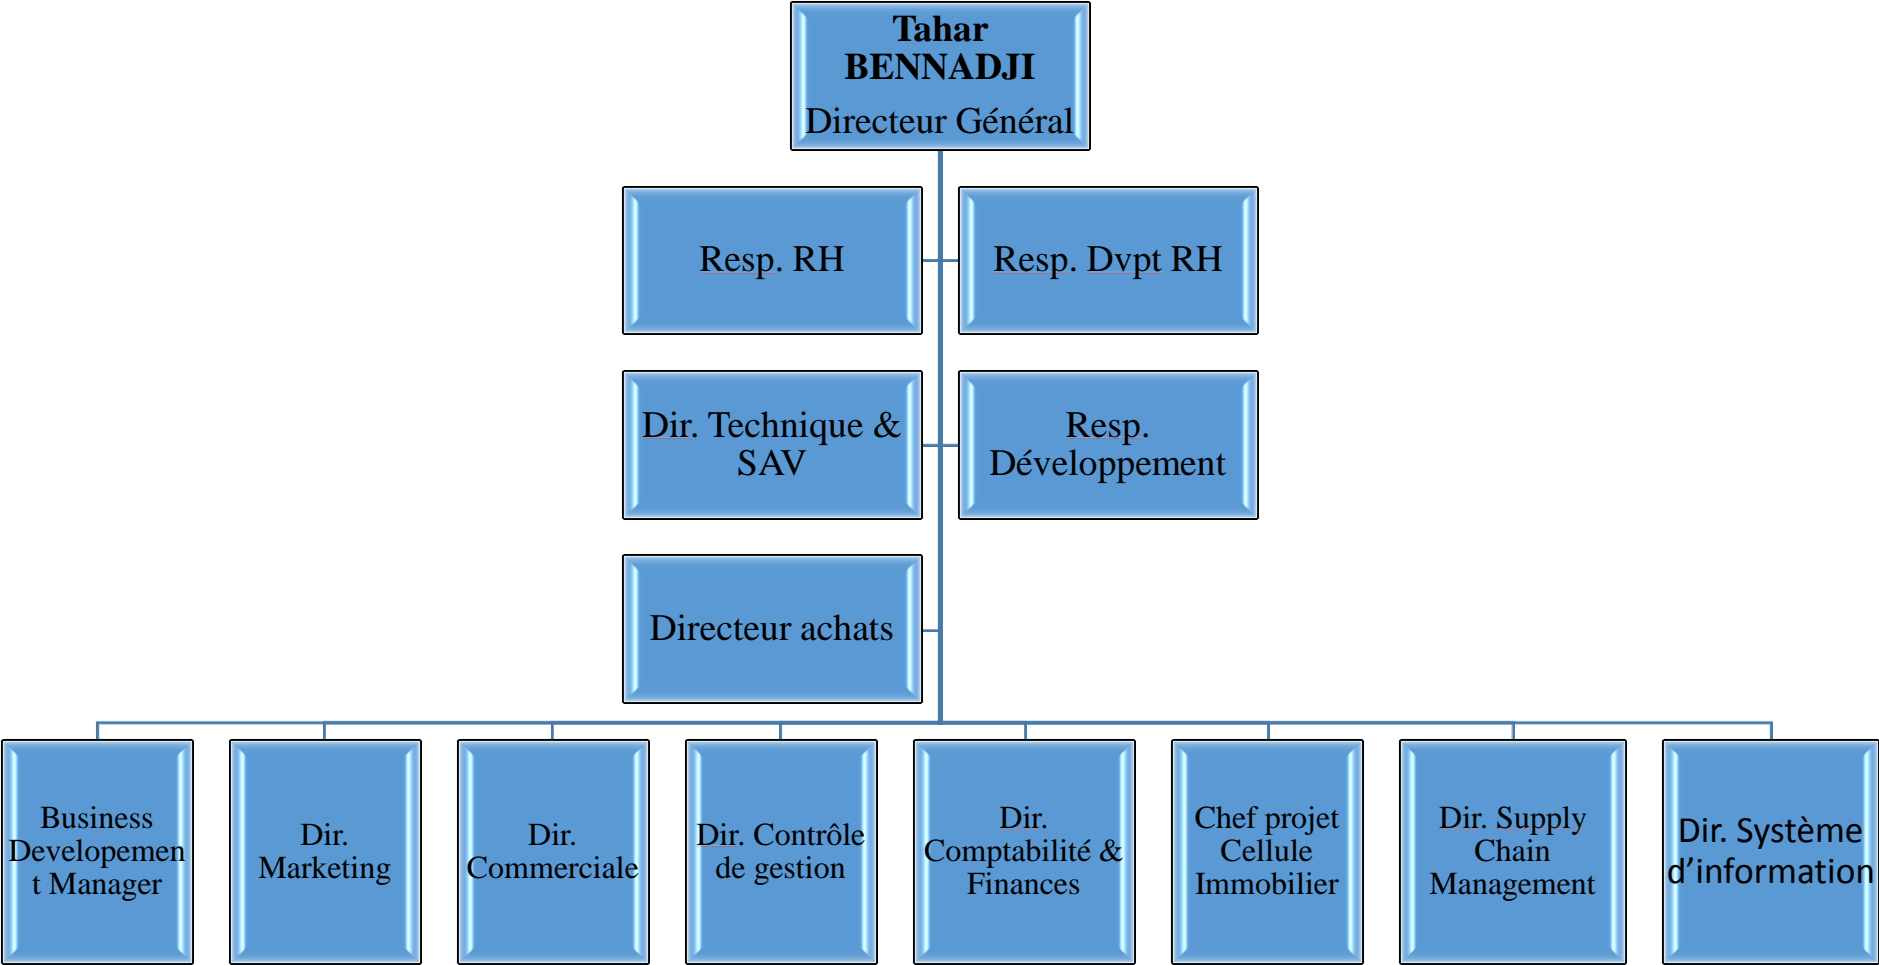 Tahar
BENNADJI
Directeur Général
Resp. RH
Resp. Dvpt RH
Dir. Technique &
SAV
Resp.
Développement
Directeur achats
Business
Developemen
t Manager
Dir.
Marketing
Dir.
Commerciale
Dir. Contrôle
de gestion
Dir.
Comptabilité &
Finances
Chef projet
Cellule
Immobilier
Dir. Supply
Chain
Management
Dir. Système
d’information